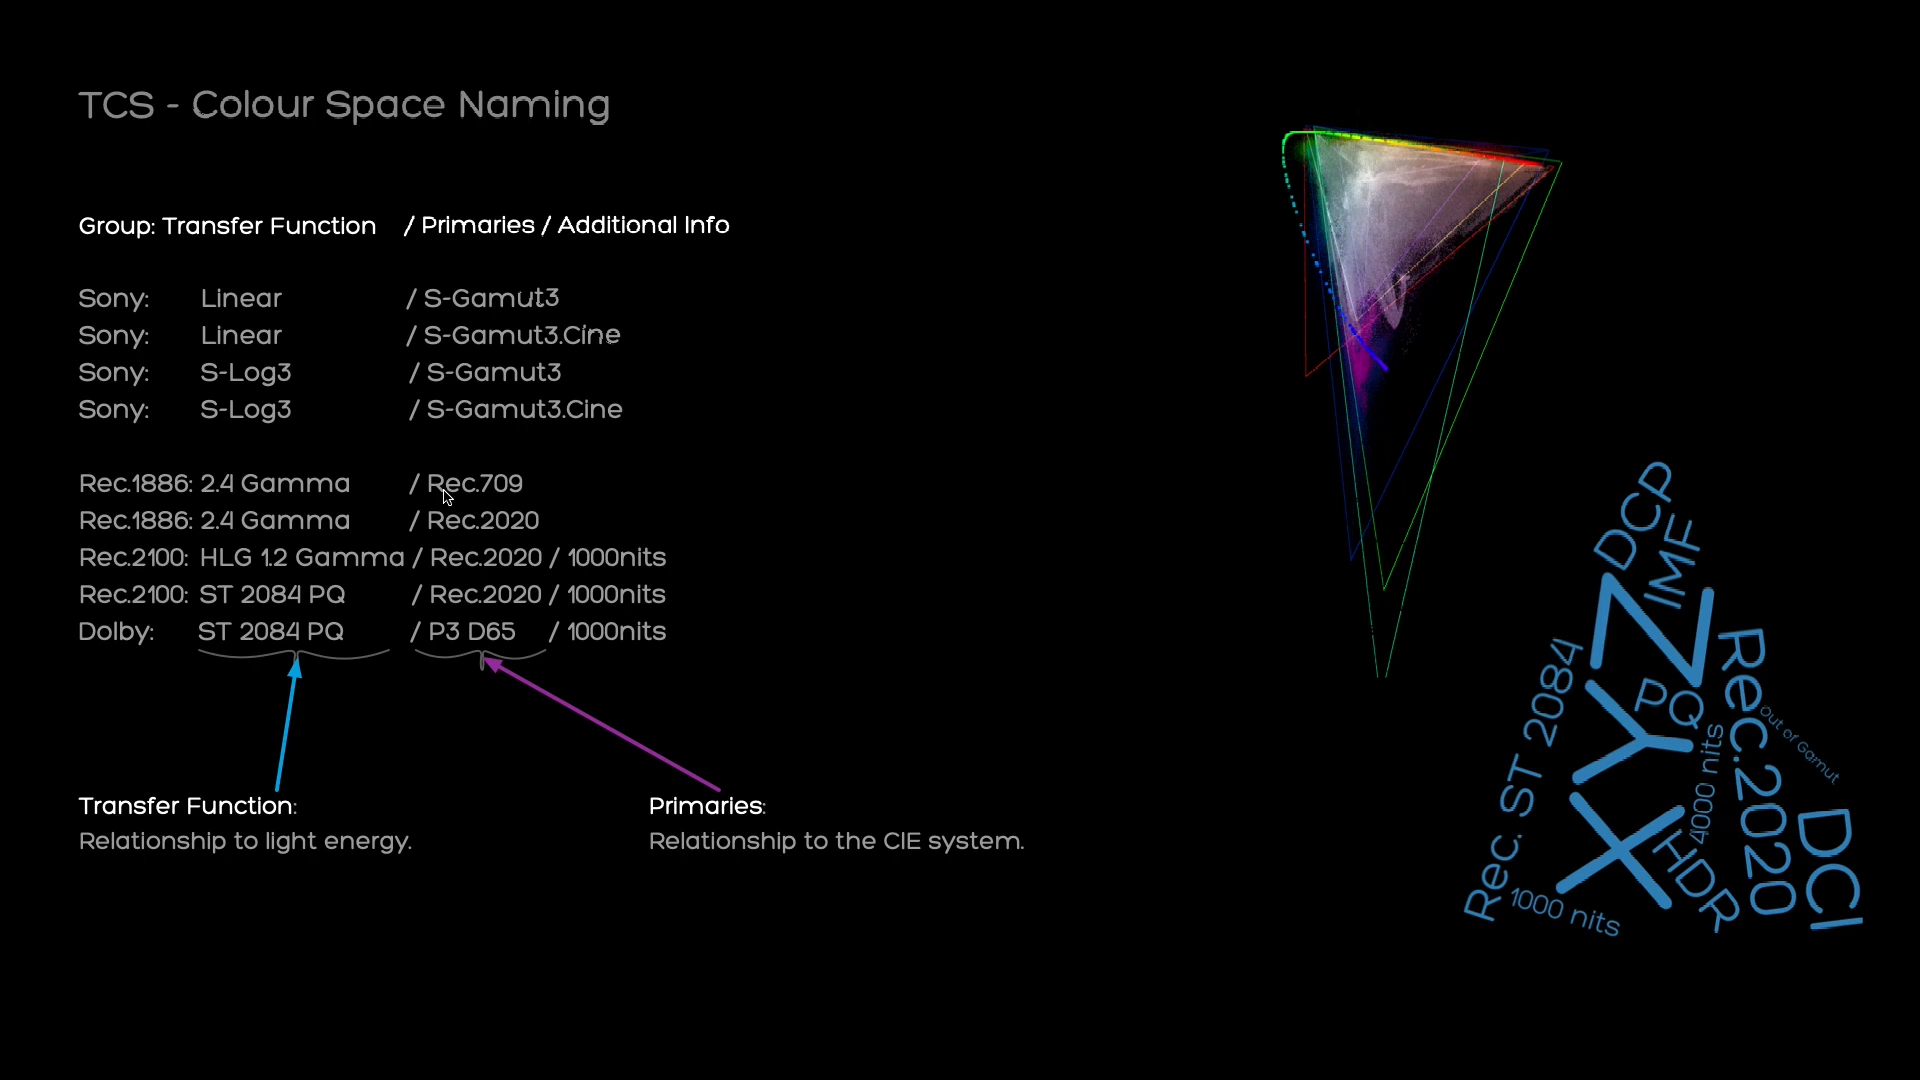 TCS - Colour Space Naming
Group: Transfer Function / Primaries / Additional Info
Sony: Linear / S-Gamut3
Sony: Linear / S-Gamut3.Cine
Sony: S-Log3 / S-Gamut3
Sony: S-Log3 / S-Gamut3.Cine
Rec.1886: 2.4 Gamma / Rec.709
Rec.1886: 2.4 Gamma / Rec.2020
Rec.2100: HLG 1.2 Gamma / Rec.2020 / 1000nits
Rec.2100: ST 2084 PQ / Rec.2020 / 1000nits
Dolby: ST 2084 PQ / P3 D65 / 1000nits
Transfer Function:
Relationship to light energy.
Primaries:
Relationship to the CIE system.
DCP
IMF
Z
Rec. ST 2084
PQ
Rec.2020
Out of Gamut
Y
4000 nits
X
HDR
DCI
1000 nits